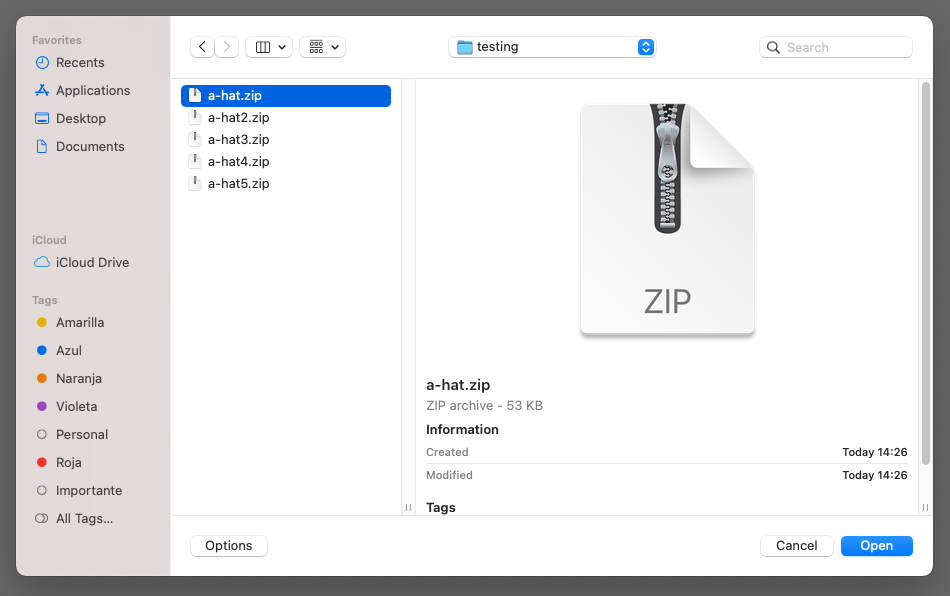 Favorites
Recents
Applications
Desktop
Documents
iCloud
iCloud Drive
Tags
Amarilla
Azul
Naranja
Violeta
Personal
Roja
Importante
All Tags...
testing
Search
a-hat.zip
a-hat2.zip
a-hat3.zip
a-hat4.zip
a-hat5.zip
ZIP
a-hat.zip
ZIP archive - 53 KB
Information
Created Today 14:26
Modified Today 14:26
Tags
Options
Cancel
Open